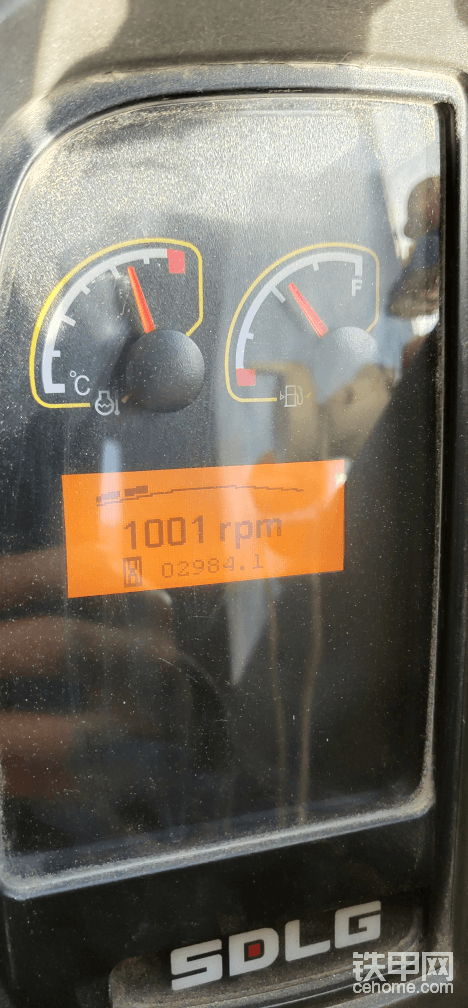 °C
F
1001 rpm
02984.1
SDLG
铁甲网
cehome.com